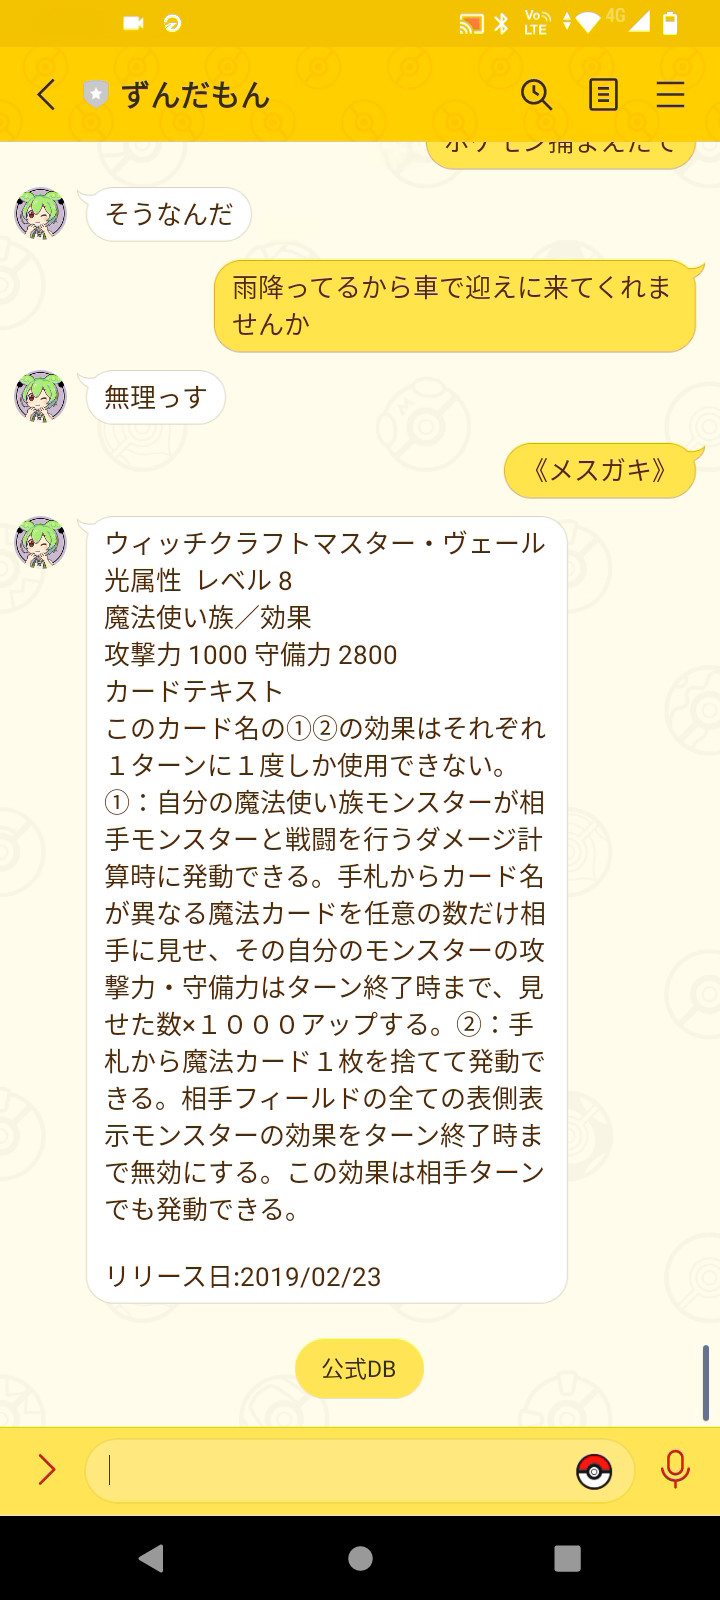 Vo
LTE
4G
ずんだもん
ポケモン捕まえたて
そうなんだ
雨降ってるから車で迎えに来てくれま
せんか
無理っす
《メスガキ》
ウィッチクラフトマスター・ヴェール
光属性 レベル 8
魔法使い族／効果
攻撃力 1000 守備力 2800
カードテキスト
このカード名の①②の効果はそれぞれ
１ターンに１度しか使用できない。
①：自分の魔法使い族モンスターが相
手モンスターと戦闘を行うダメージ計
算時に発動できる。手札からカード名
が異なる魔法カードを任意の数だけ相
手に見せ、その自分のモンスターの攻
撃力・守備力はターン終了時まで、見
せた数×１０００アップする。②：手
札から魔法カード１枚を捨てて発動で
きる。相手フィールドの全ての表側表
示モンスターの効果をターン終了時ま
で無効にする。この効果は相手ターン
でも発動できる。
リリース日:2019/02/23
公式DB